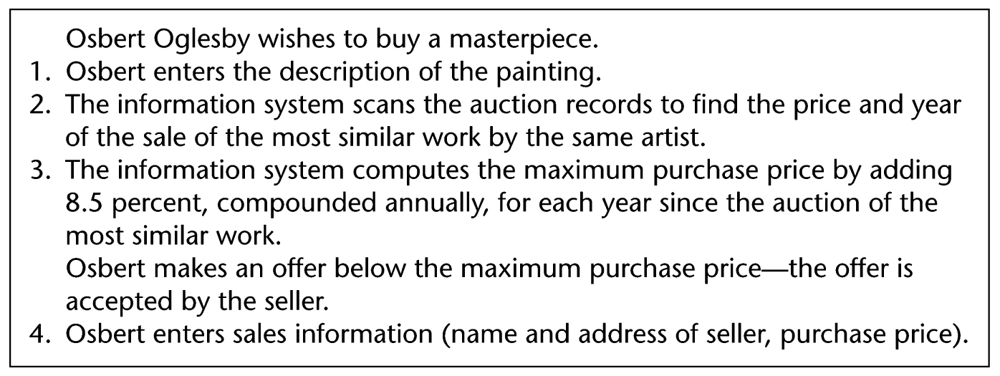 Osbert Oglesby wishes to buy a masterpiece.
1. Osbert enters the description of the painting.
2. The information system scans the auction records to find the price and year
of the sale of the most similar work by the same artist.
3. The information system computes the maximum purchase price by adding
8.5 percent, compounded annually, for each year since the auction of the
most similar work.
Osbert makes an offer below the maximum purchase price—the offer is
accepted by the seller.
4. Osbert enters sales information (name and address of seller, purchase price).